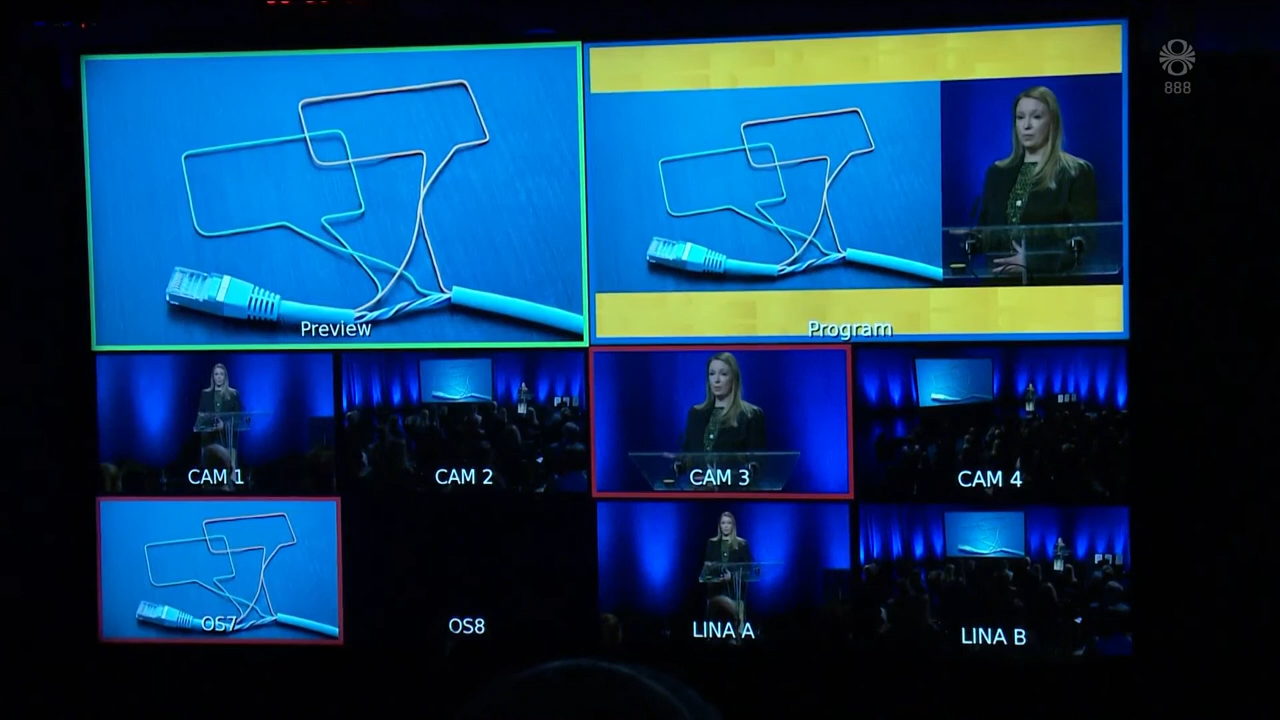 888
Preview
Program
CAM 1
CAM 2
CAM 3
CAM 4
OS7
OS8
LINA A
LINA B